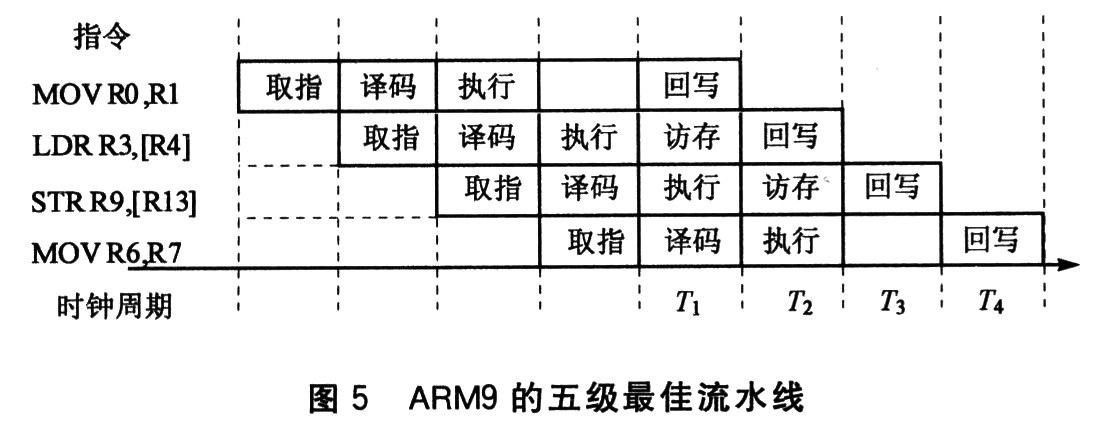 指令
MOV R0,R1 取指 译码 执行 回写
LDR R3,[R4] 取指 译码 执行 访存 回写
STR R9,[R13] 取指 译码 执行 访存 回写
MOV R6,R7 取指 译码 执行 回写
时钟周期 T1 T2 T3 T4
图 5 ARM9 的五级最佳流水线